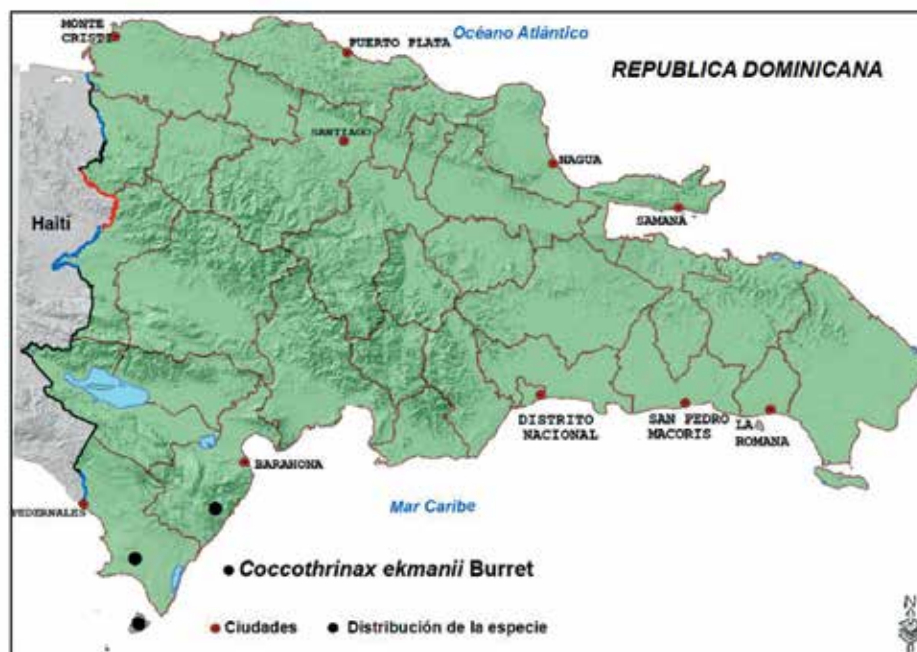 MONTE
CRISTI
PUERTO PLATA
Océano Atlántico
REPUBLICA DOMINICANA
SANTIAGO
NAGUA
SAMANA
Haití
DISTRITO
NACIONAL
SAN PEDRO
MACORIS
LA
ROMANA
BARAHONA
PEDERNALES
Mar Caribe
Coccothrinax ekmanii Burret
Ciudades
Distribución de la especie
N